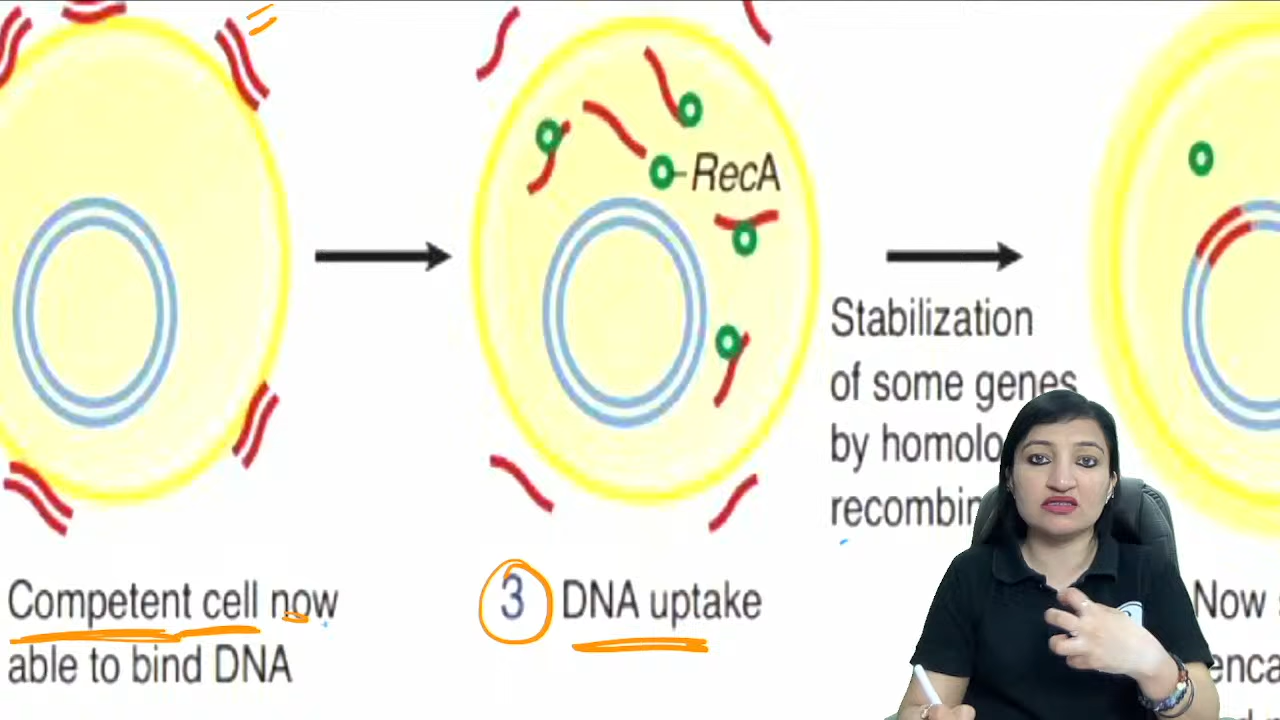 RecA
Stabilization
of some genes
by homolo
recombin
Competent cell now
able to bind DNA
3 DNA uptake
Now
enca